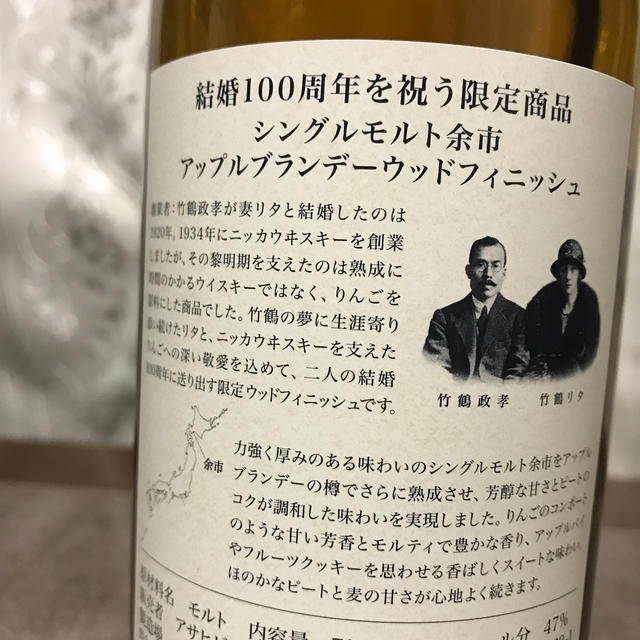 結婚100周年を祝う限定商品
シングルモルト余市
アップルブランデーウッドフィニッシュ
創業者:竹鶴政孝が妻リタと結婚したのは
1920年。1934年にニッカウヰスキーを創業
しましたが、その黎明期を支えたのは熟成に
時間のかかるウイスキーではなく、りんごを
原料にした商品でした。竹鶴の夢に生涯寄り
添い続けたリタと、ニッカウヰスキーを支えた
りんごへの深い敬愛を込めて、二人の結婚
100周年に送り出す限定ウッドフィニッシュです。
竹鶴政孝 竹鶴リタ
余市
力強く厚みのある味わいのシングルモルト余市をアップル
ブランデーの樽でさらに熟成させ、芳醇な甘さとピートの
コクが調和した味わいを実現しました。りんごのコンポート
のような甘い芳香とモルティで豊かな香り、アップルパイ
やフルーツクッキーを思わせる香ばしくスイートな味わい。
ほのかなピートと麦の甘さが心地よく続きます。
原材料名 モルト 内容量 ル分 47%
製造者 アサヒビ